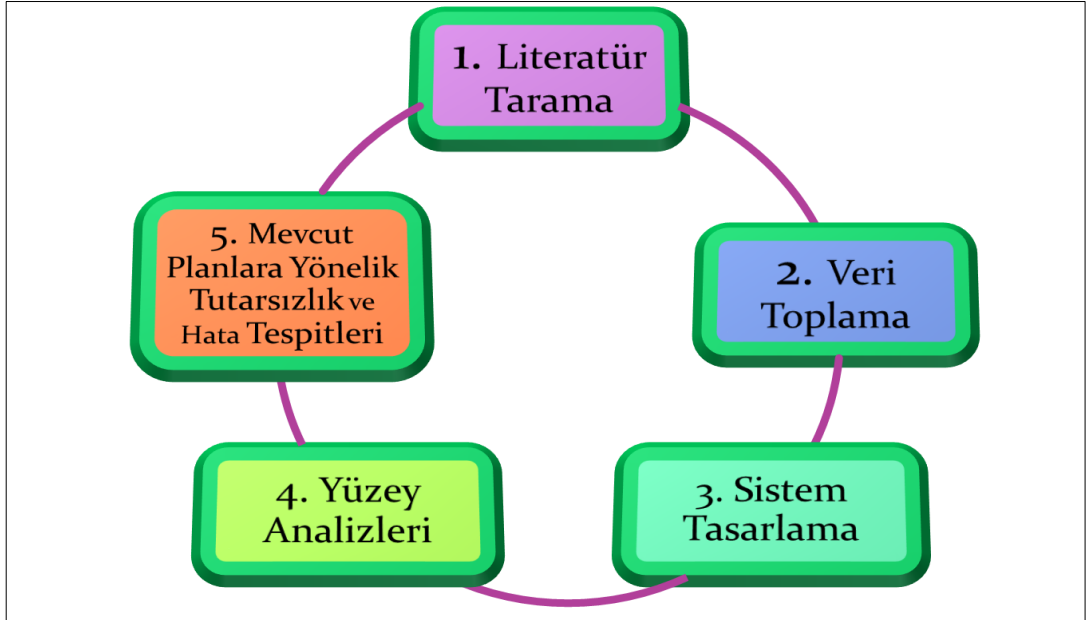 1. Literatür
Tarama
2. Veri
Toplama
3. Sistem
Tasarlama
4. Yüzey
Analizleri
5. Mevcut
Planlara Yönelik
Tutarsızlık ve
Hata Tespitleri